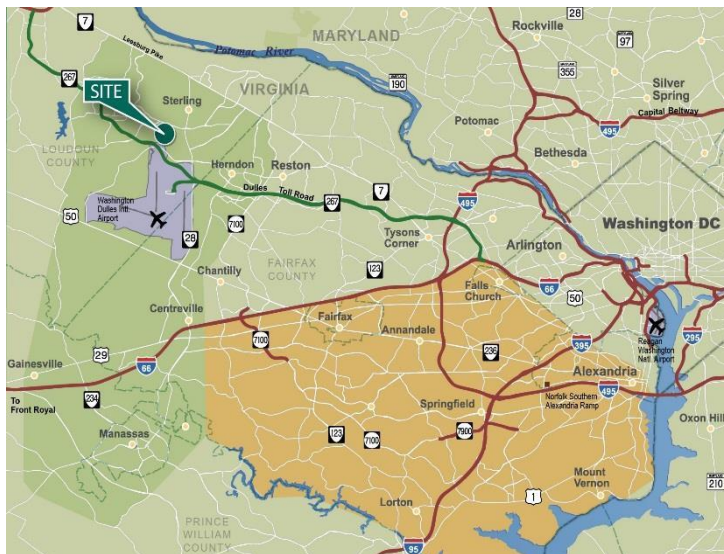 28
Rockville
MARYLAND
7
Leesburg Pike
Potomac River
97
355
Silver
Spring
267
190
VIRGINIA
SITE
Sterling
Capital Beltway
495
Potomac
LOUDOUN
COUNTY
Bethesda
Herndon
Reston
7
Dulles Toll Road
267
495
Washington
Dulles Intl.
Airport
50
28
7100
Tysons
Corner
Arlington
Washington DC
Chantilly
FAIRFAX
COUNTY
123
66
Falls
Church
50
Centreville
Fairfax
Annandale
Reagan
Washington
Natl. Airport
295
29
7100
236
395
Gainesville
66
Alexandria
495
To
Front Royal
234
Norfolk Southern
Alexandria Ramp
Springfield
Manassas
123
7100
7900
Oxon Hill
Mount
Vernon
210
Lorton
1
PRINCE
WILLIAM
COUNTY
95